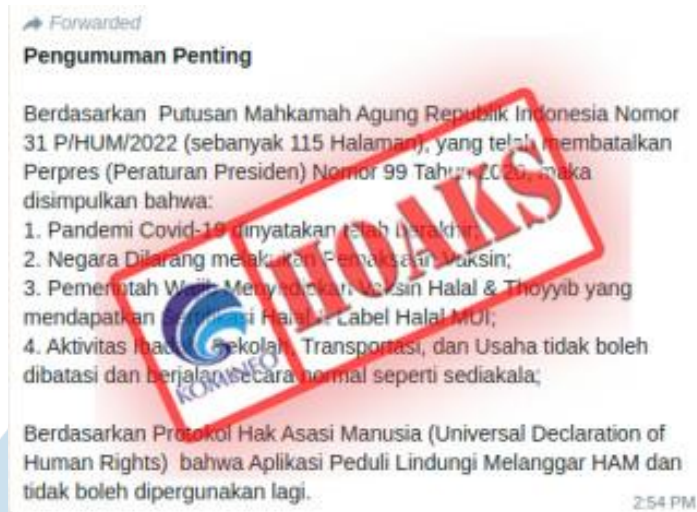 Forwarded
Pengumuman Penting
Berdasarkan Putusan Mahkamah Agung Republik Indonesia Nomor
31 P/HUM/2022 (sebanyak 115 Halaman), yang telah membatalkan
Perpres (Peraturan Presiden) Nomor 99 Tahun 2020, maka
disimpulkan bahwa:
1. Pandemi Covid-19 dinyatakan telah berakhir;
2. Negara Dilarang melakukan Pemaksaan Vaksin;
3. Pemerintah Wajib Menyediakan Vaksin Halal & Thoyyib yang
mendapatkan Halal Label Halal MUI;
4. Aktivitas Sekolah, Transportasi, dan Usaha tidak boleh
dibatasi dan berjalan secara normal seperti sediakala;
Berdasarkan Protokol Hak Asasi Manusia (Universal Declaration of
Human Rights) bahwa Aplikasi Peduli Lindungi Melanggar HAM dan
tidak boleh dipergunakan lagi.
2:54 PM
HOAKS
KOMINFO